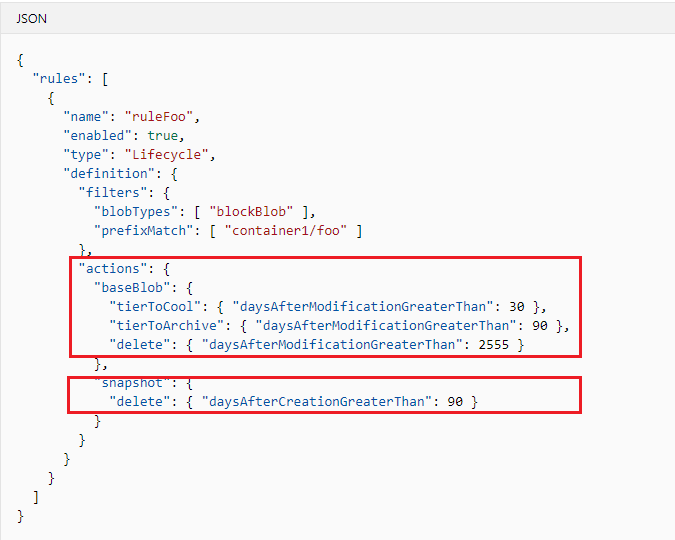 JSON
{
  "rules": [
    {
      "name": "ruleFoo",
      "enabled": true,
      "type": "Lifecycle",
      "definition": {
        "filters": {
          "blobTypes": [ "blockBlob" ],
          "prefixMatch": [ "container1/foo" ]
        },
        "actions": {
          "baseBlob": {
            "tierToCool": { "daysAfterModificationGreaterThan": 30 },
            "tierToArchive": { "daysAfterModificationGreaterThan": 90 },
            "delete": { "daysAfterModificationGreaterThan": 2555 }
          },
          "snapshot": {
            "delete": { "daysAfterCreationGreaterThan": 90 }
          }
        }
      }
    }
  ]
}